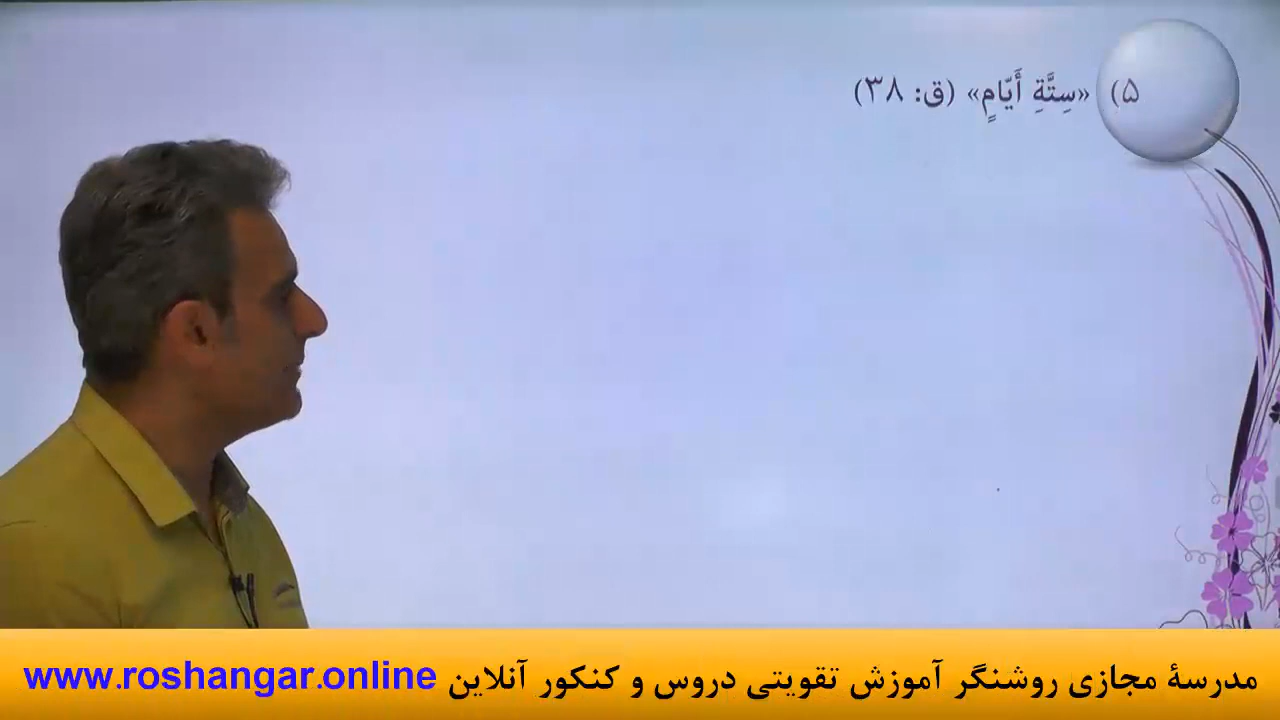 ۵) «سِتَّةِ أَيّامٍ» (ق: ۳۸)
مدرسهٔ مجازی روشنگر آموزش تقویتی دروس و کنکور آنلاین www.roshangar.online